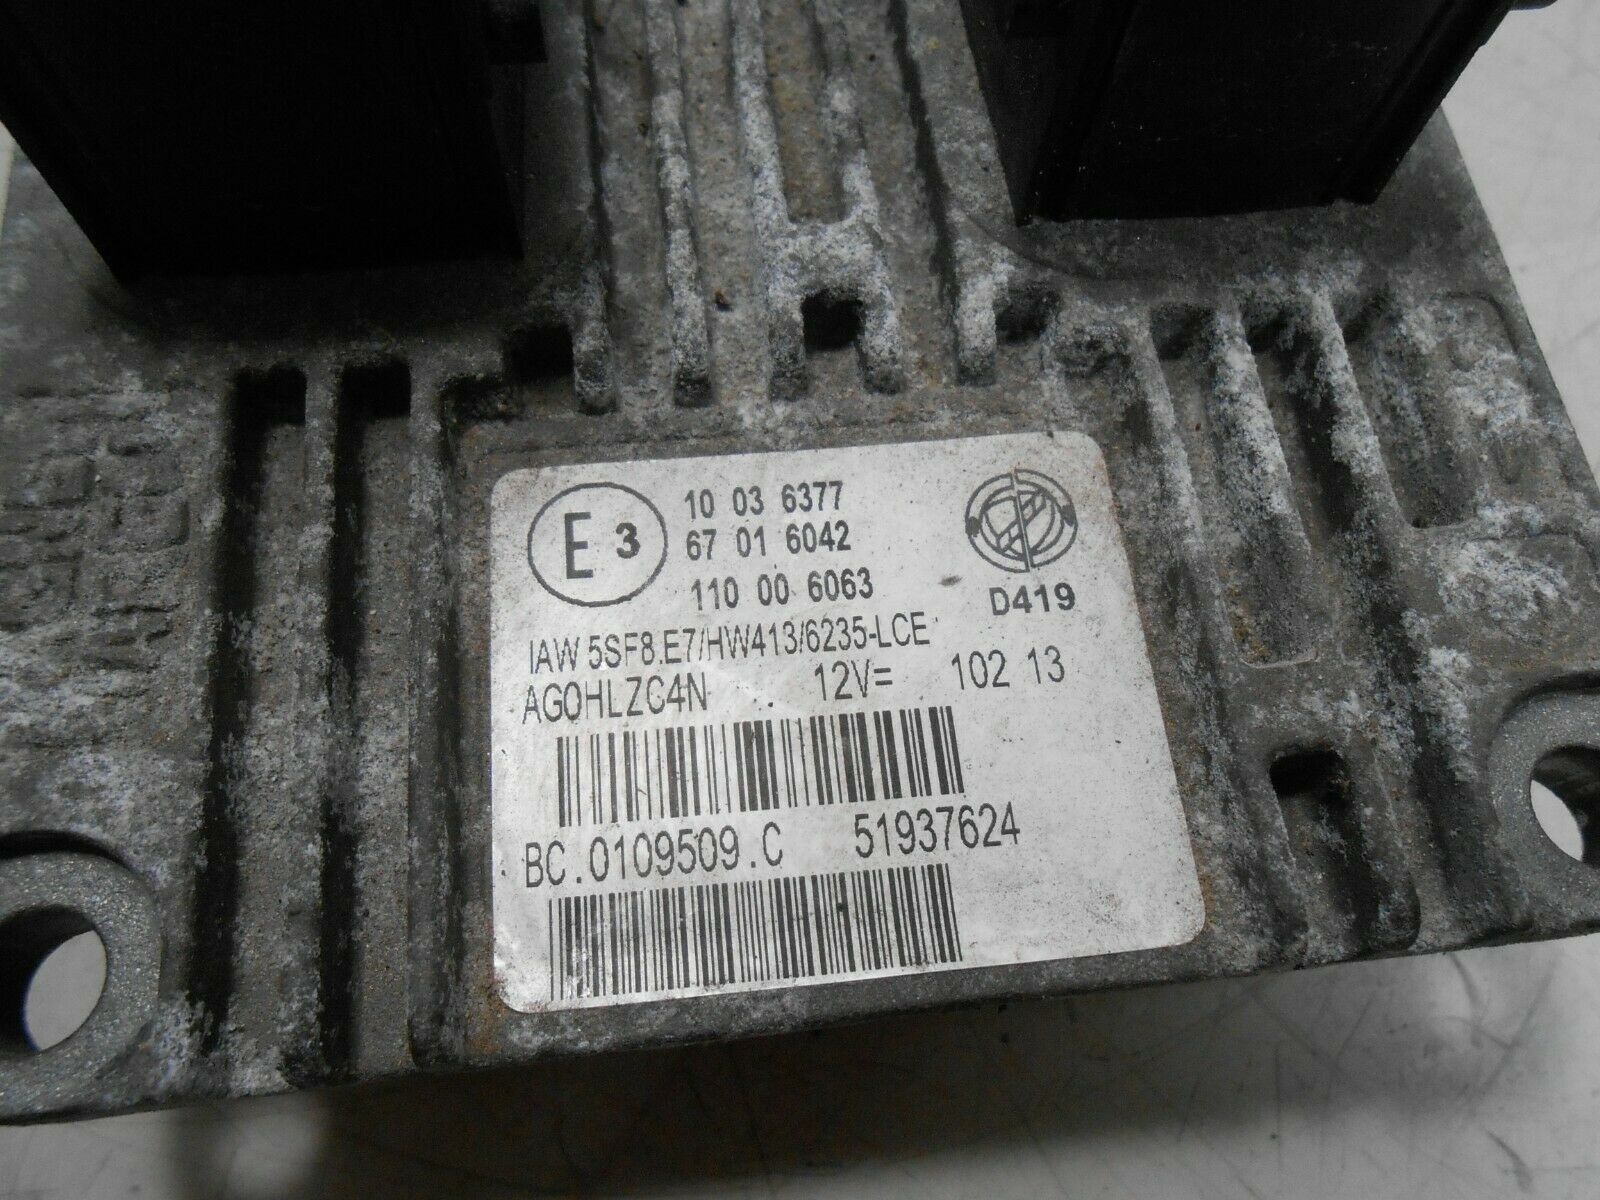 E 3
10 03 6377
67 01 6042
110 00 6063
D419
IAW 5SF8.E7/HW413/6235-LCE
AGOHLZC4N 12V= 102 13
BC.0109509.C 51937624